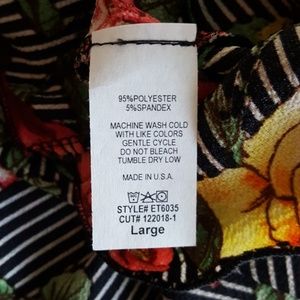 95%POLYESTER
5%SPANDEX
MACHINE WASH COLD
WITH LIKE COLORS
GENTLE CYCLE
DO NOT BLEACH
TUMBLE DRY LOW
MADE IN U.S.A.
STYLE# ET6035
CUT# 122018-1
Large